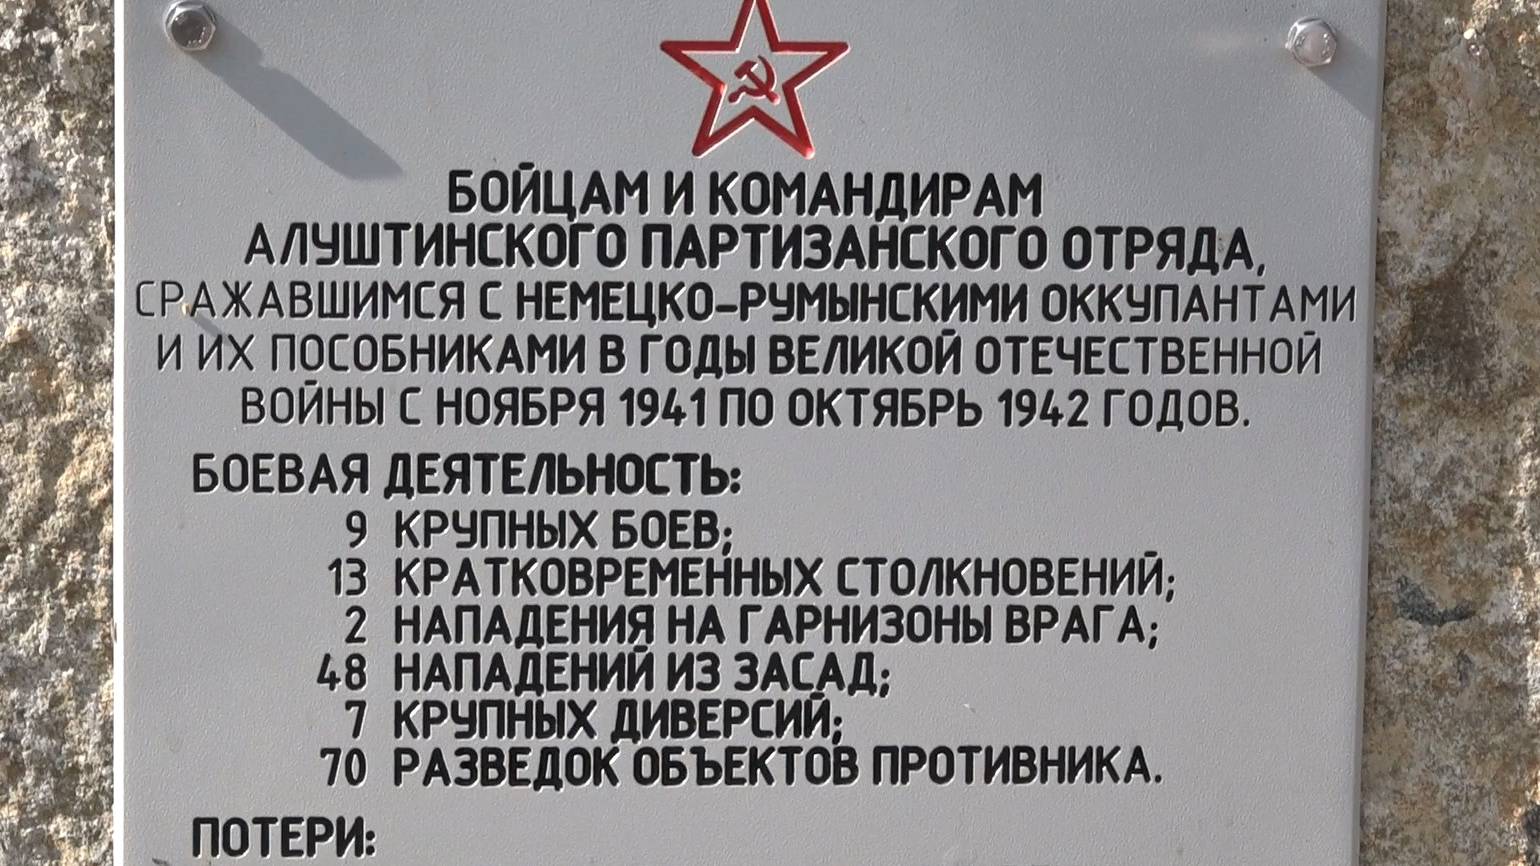 БОЙЦАМ И КОМАНДИРАМ
АЛУШТИНСКОГО ПАРТИЗАНСКОГО ОТРЯДА,
СРАЖАВШИМСЯ С НЕМЕЦКО-РУМЫНСКИМИ ОККУПАНТАМИ
И ИХ ПОСОБНИКАМИ В ГОДЫ ВЕЛИКОЙ ОТЕЧЕСТВЕННОЙ
ВОЙНЫ С НОЯБРЯ 1941 ПО ОКТЯБРЬ 1942 ГОДОВ.
БОЕВАЯ ДЕЯТЕЛЬНОСТЬ:
9 КРУПНЫХ БОЕВ;
13 КРАТКОВРЕМЕННЫХ СТОЛКНОВЕНИЙ;
2 НАПАДЕНИЯ НА ГАРНИЗОНЫ ВРАГА;
48 НАПАДЕНИЙ ИЗ ЗАСАД;
7 КРУПНЫХ ДИВЕРСИЙ;
70 РАЗВЕДОК ОБЪЕКТОВ ПРОТИВНИКА.
ПОТЕРИ: